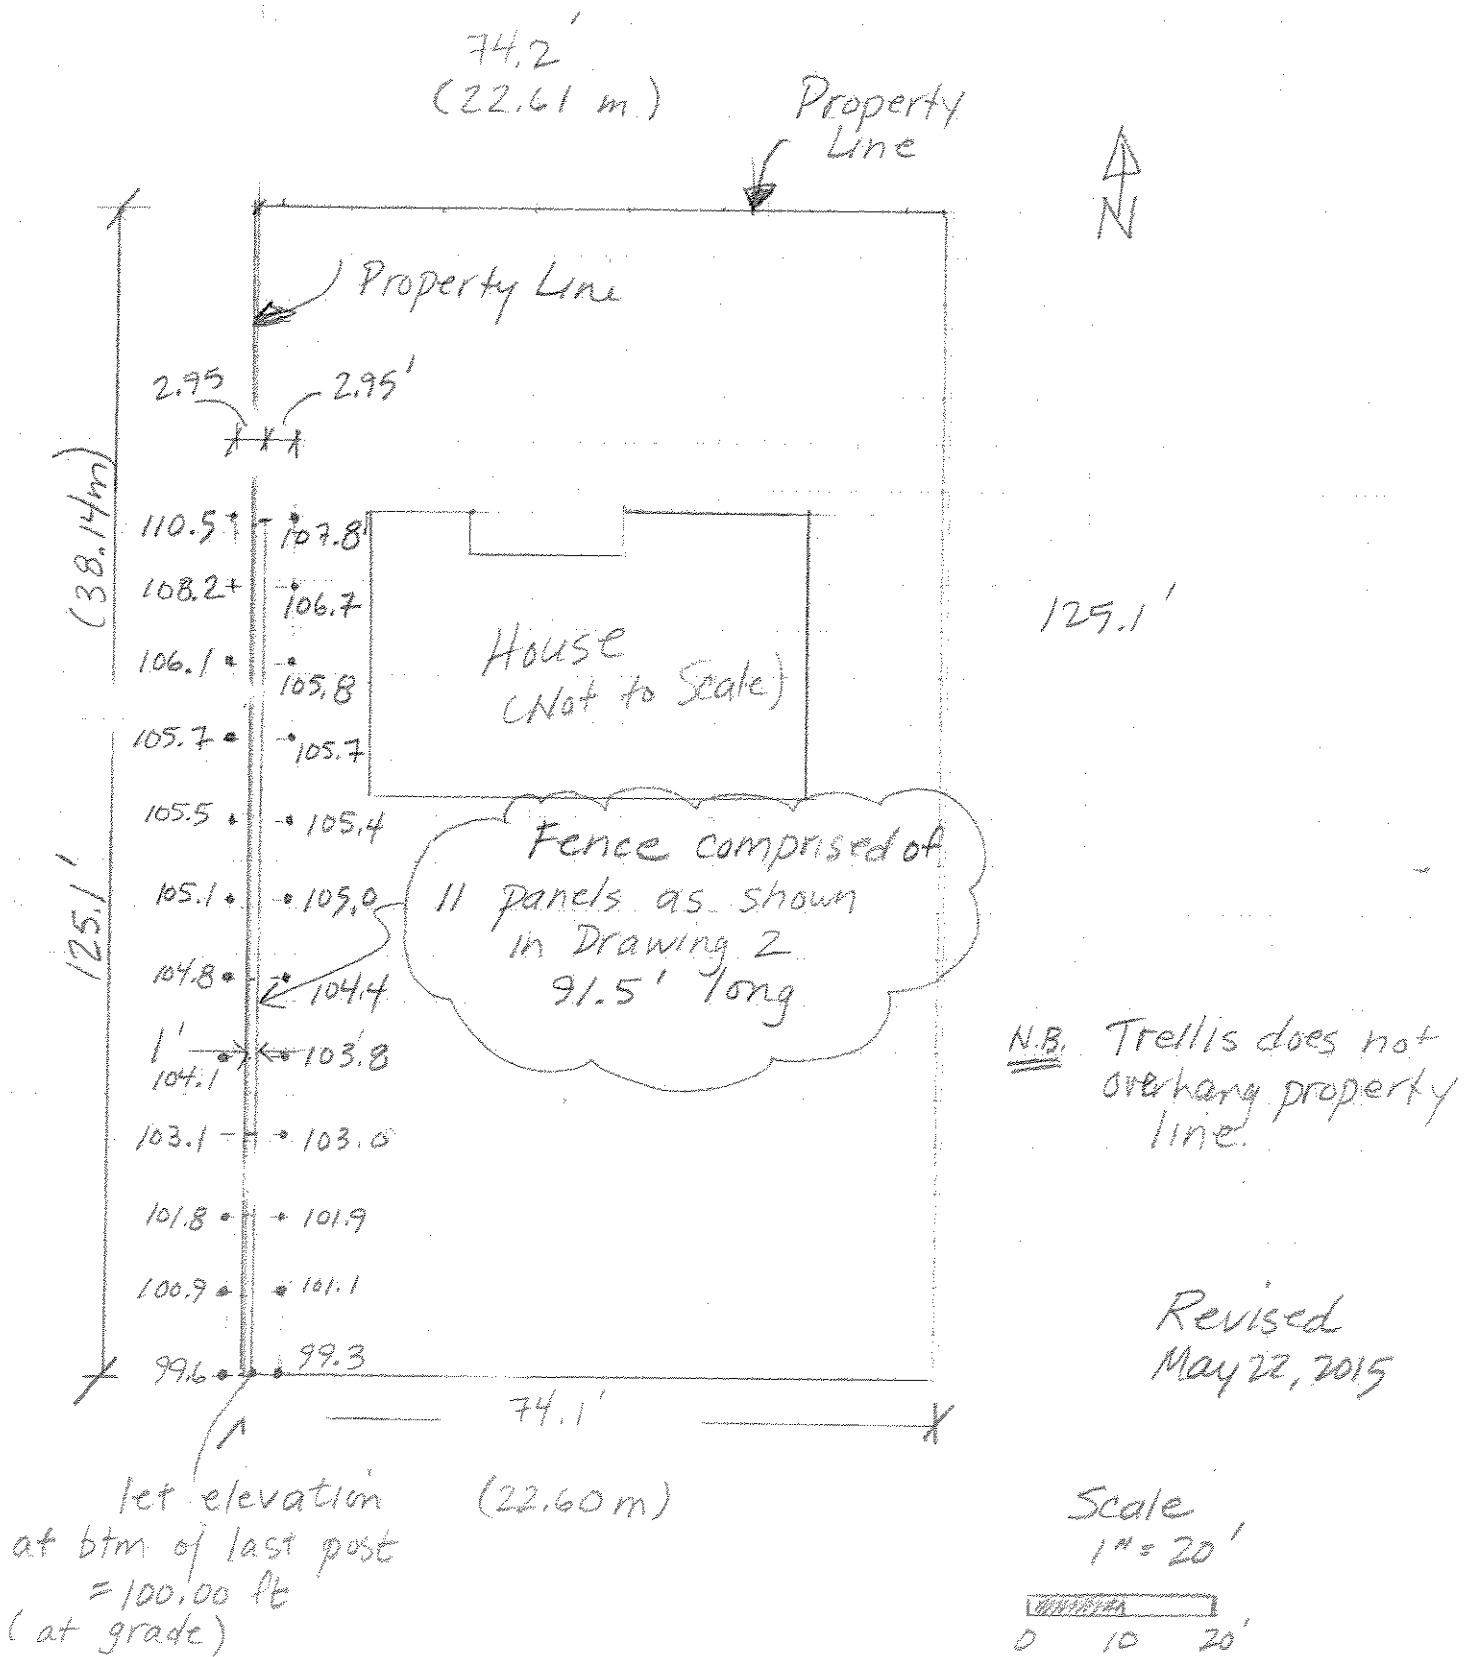 74.2'
(22.61 m)
Property
Line
N
Property Line
2.95
2.95'
(38.14m)
125.1'
110.5
107.8'
108.2
106.7
106.1
105.8
105.7
105.7
105.5
105.4
105.1
105.0
104.8
104.4
1'
104.1
103.8
103.1
103.0
101.8
101.9
100.9
101.1
99.6
99.3
House
(Not to Scale)
125.1'
Fence comprised of
11 panels as shown
in Drawing 2
91.5' long
N.B. Trellis does not
overhang property
line.
Revised
May 22, 2015
74.1'
(22.60m)
let elevation
at btm of last post
= 100.00 ft
(at grade)
Scale
1" = 20'
0 10 20'